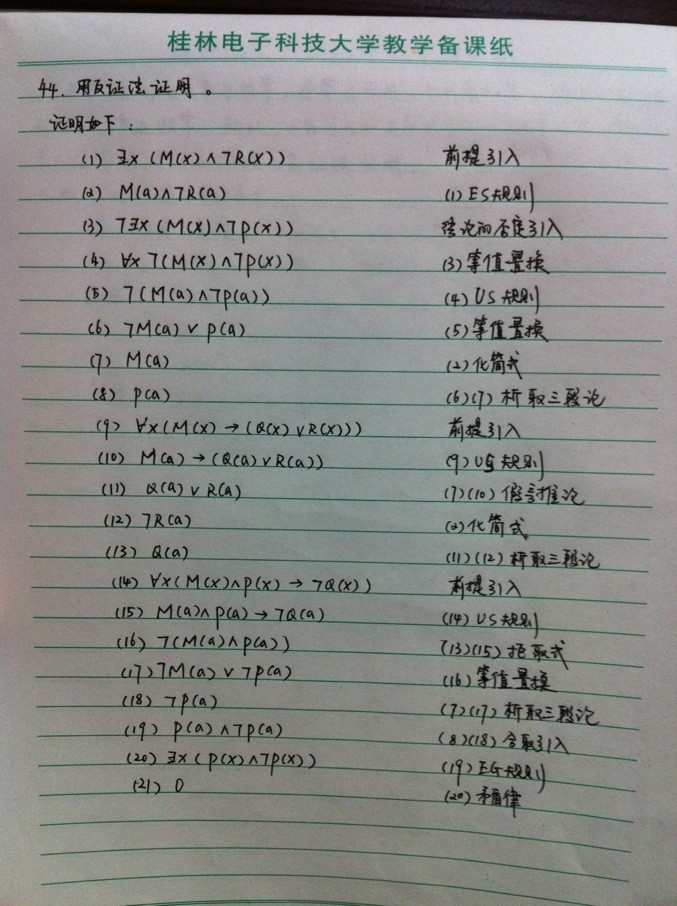 桂林电子科技大学教学备课纸
44. 用反证法证明。
证明如下：
(1) ∃x (M(x)∧¬R(x)) 前提引入
(2) M(a)∧¬R(a) (1) ES规则
(3) ¬∃x (M(x)∧¬P(x)) 结论的否定引入
(4) ∀x ¬(M(x)∧¬P(x)) (3) 等值置换
(5) ¬(M(a)∧¬P(a)) (4) US规则
(6) ¬M(a)∨P(a) (5) 等值置换
(7) M(a) (2) 化简式
(8) P(a) (6)(7) 析取三段论
(9) ∀x(M(x)→(Q(x)∨R(x))) 前提引入
(10) M(a)→(Q(a)∨R(a)) (9) US规则
(11) Q(a)∨R(a) (7)(10) 假言推论
(12) ¬R(a) (2) 化简式
(13) Q(a) (11)(12) 析取三段论
(14) ∀x(M(x)∧P(x)→¬Q(x)) 前提引入
(15) M(a)∧P(a)→¬Q(a) (14) US规则
(16) ¬(M(a)∧P(a)) (13)(15) 拒取式
(17) ¬M(a)∨¬P(a) (16) 等值置换
(18) ¬P(a) (7)(17) 析取三段论
(19) P(a)∧¬P(a) (8)(18) 合取引入
(20) ∃x(P(x)∧¬P(x)) (19) EG规则
(21) 0 (20) 矛盾律